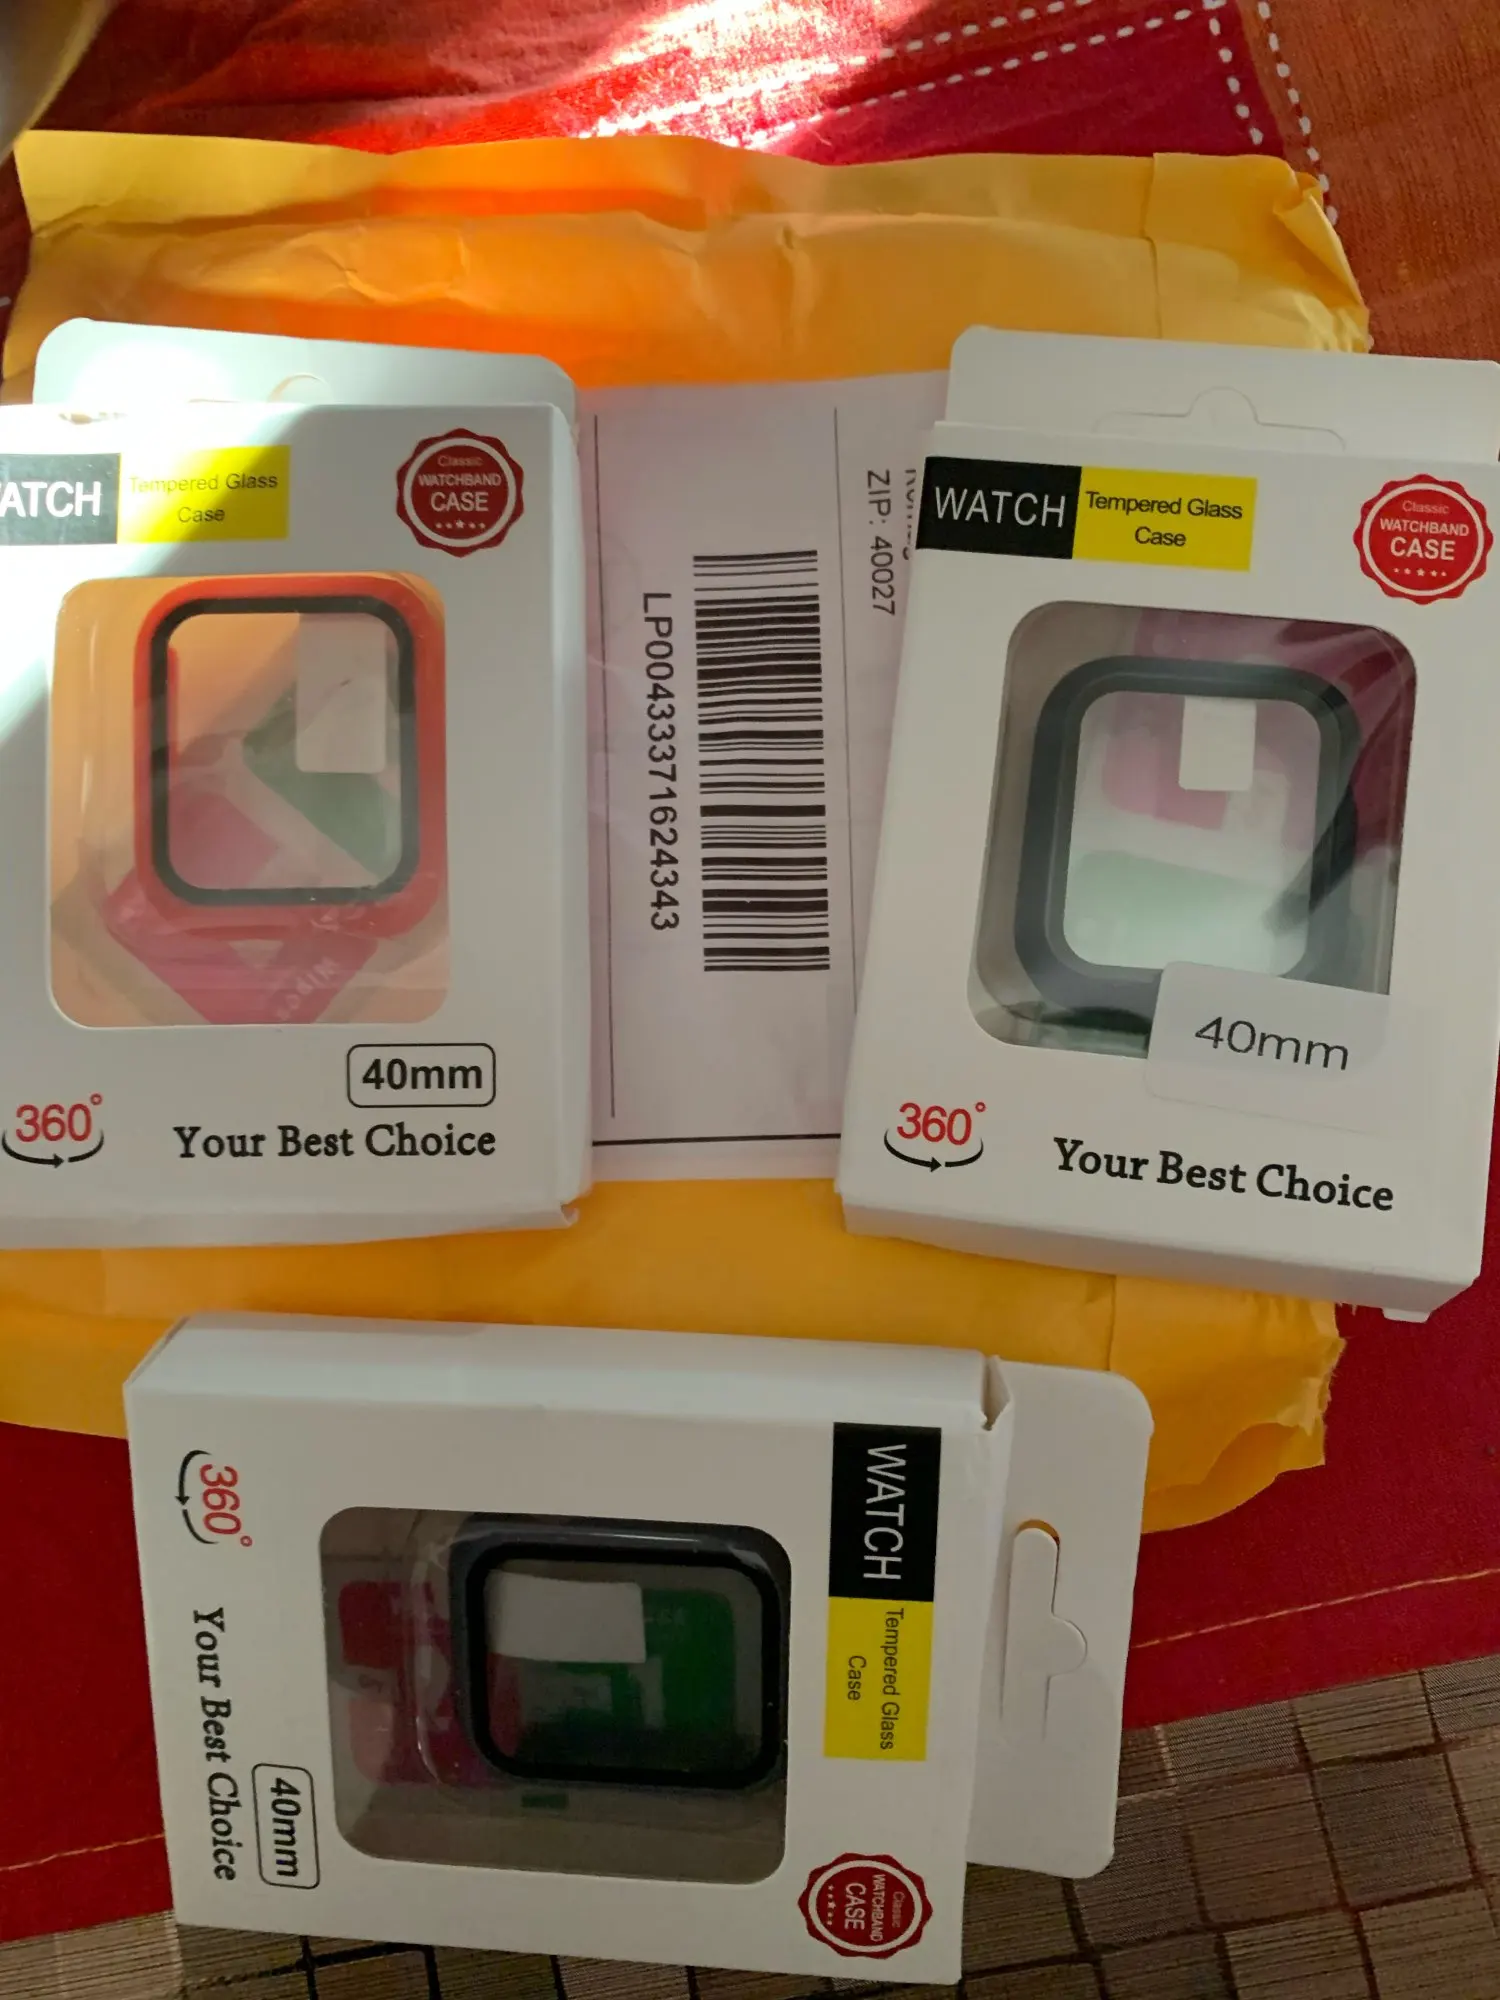 WATCH
Tempered Glass
Case
Classic
WATCHBAND
CASE
40mm
360°
Your Best Choice
ZIP: 40027
LP00433371624343
WATCH
Tempered Glass
Case
Classic
WATCHBAND
CASE
40mm
360°
Your Best Choice
WATCH
Tempered Glass
Case
Classic
WATCHBAND
CASE
40mm
360°
Your Best Choice